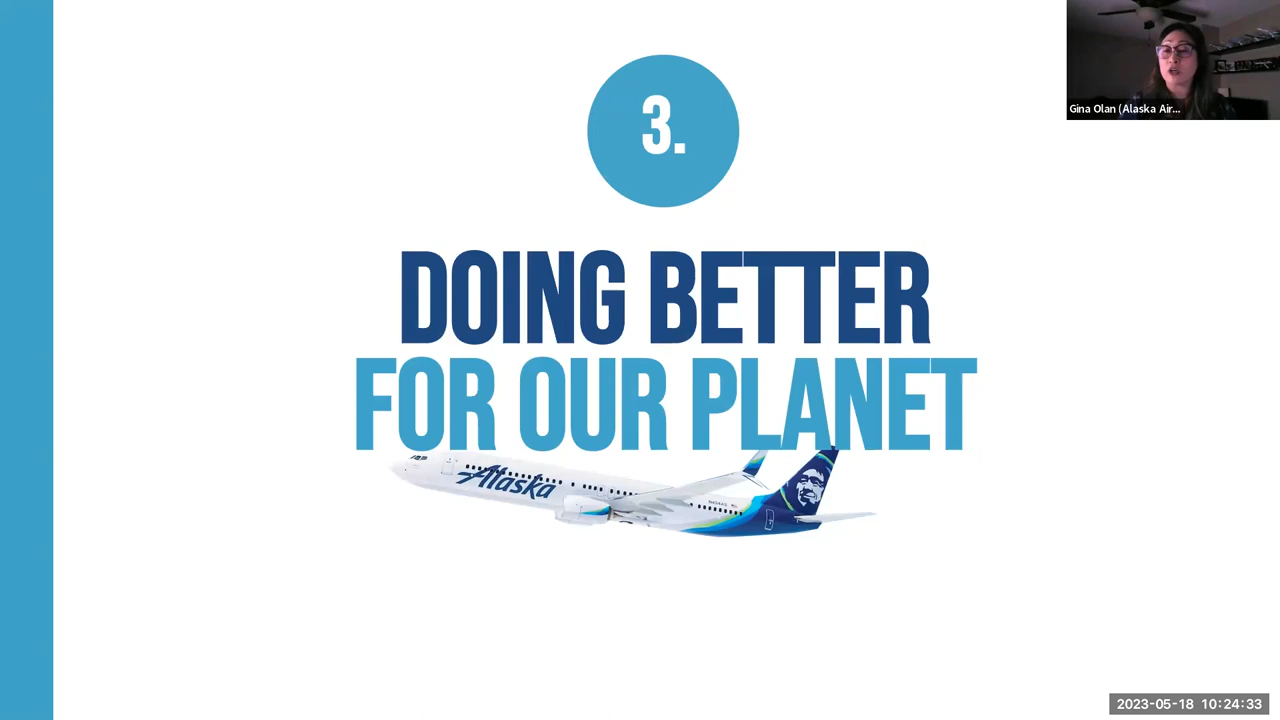 3.
Gina Olan (Alaska Air...
DOING BETTER
FOR OUR PLANET
Alaska
2023-05-18 10:24:33